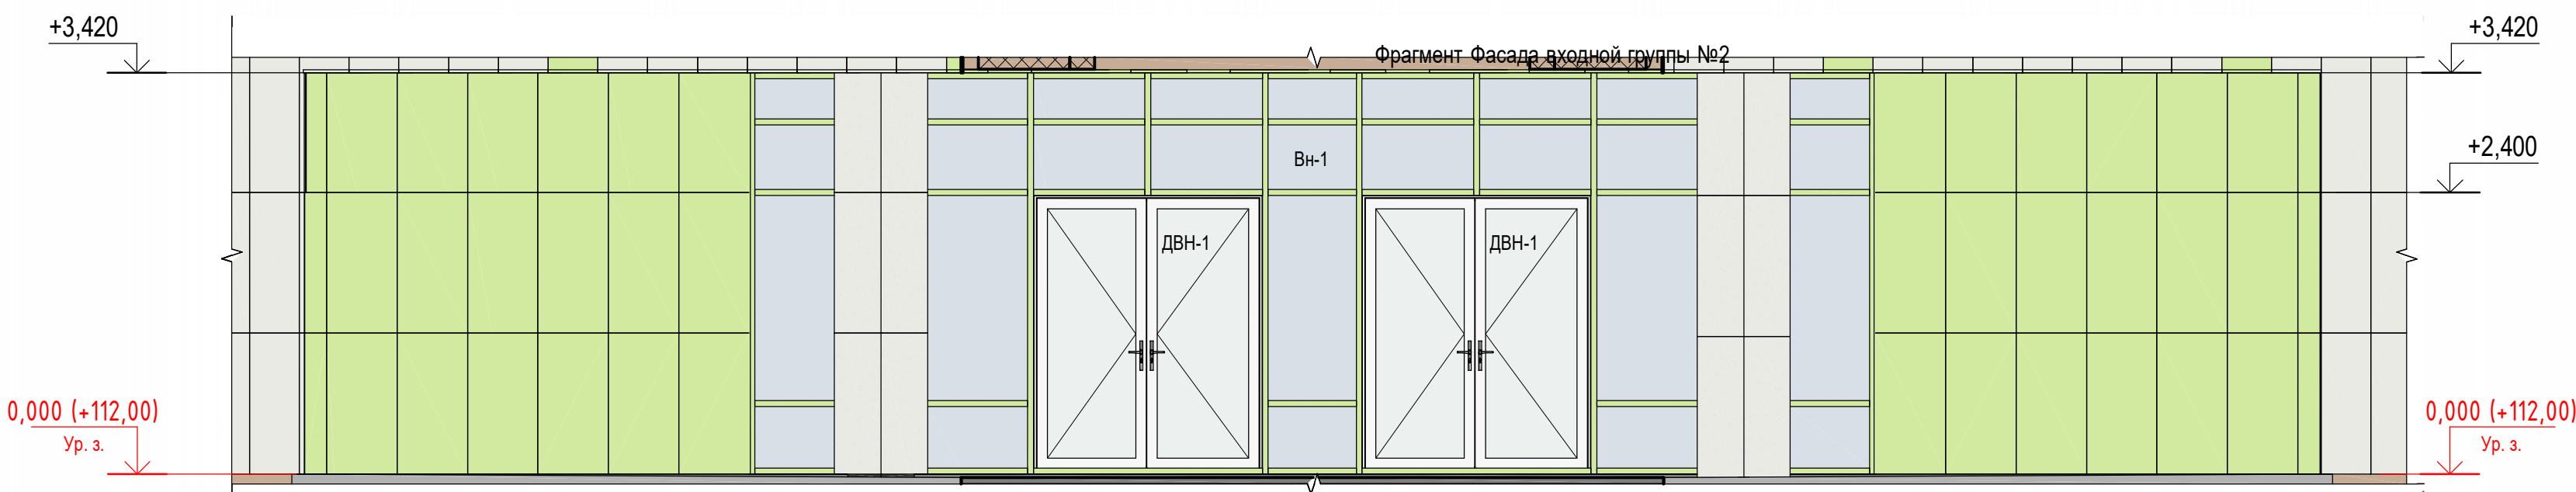 +3,420
Фрагмент Фасада входной группы №2
+3,420
+2,400
Вн-1
ДВН-1
ДВН-1
0,000 (+112,00)
Ур. з.
0,000 (+112,00)
Ур. з.